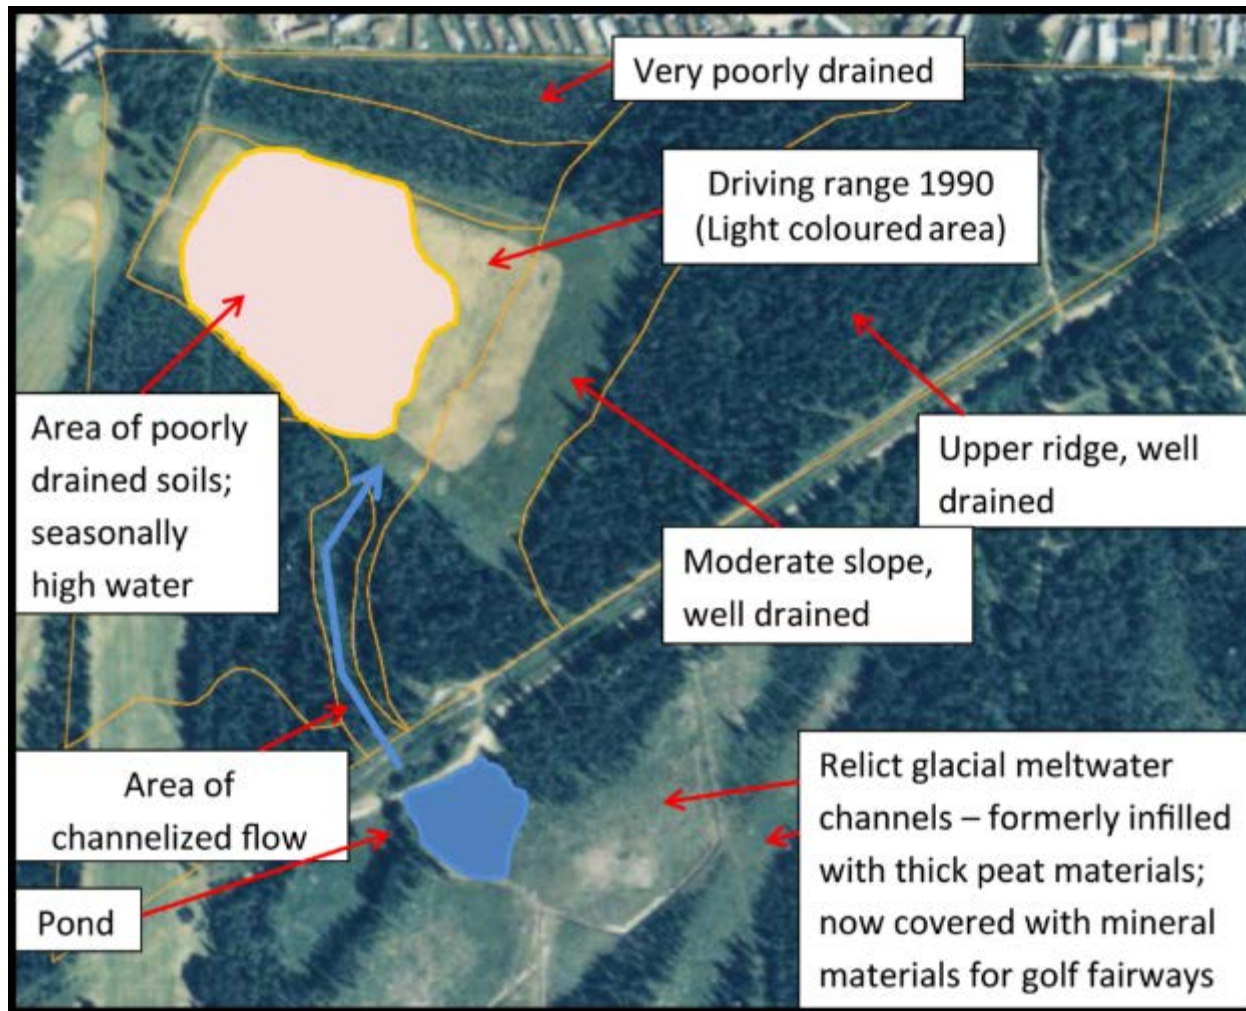 Very poorly drained
Driving range 1990
(Light coloured area)
Area of poorly
drained soils;
seasonally
high water
Upper ridge, well
drained
Moderate slope,
well drained
Area of
channelized flow
Relict glacial meltwater
channels – formerly infilled
with thick peat materials;
now covered with mineral
materials for golf fairways
Pond